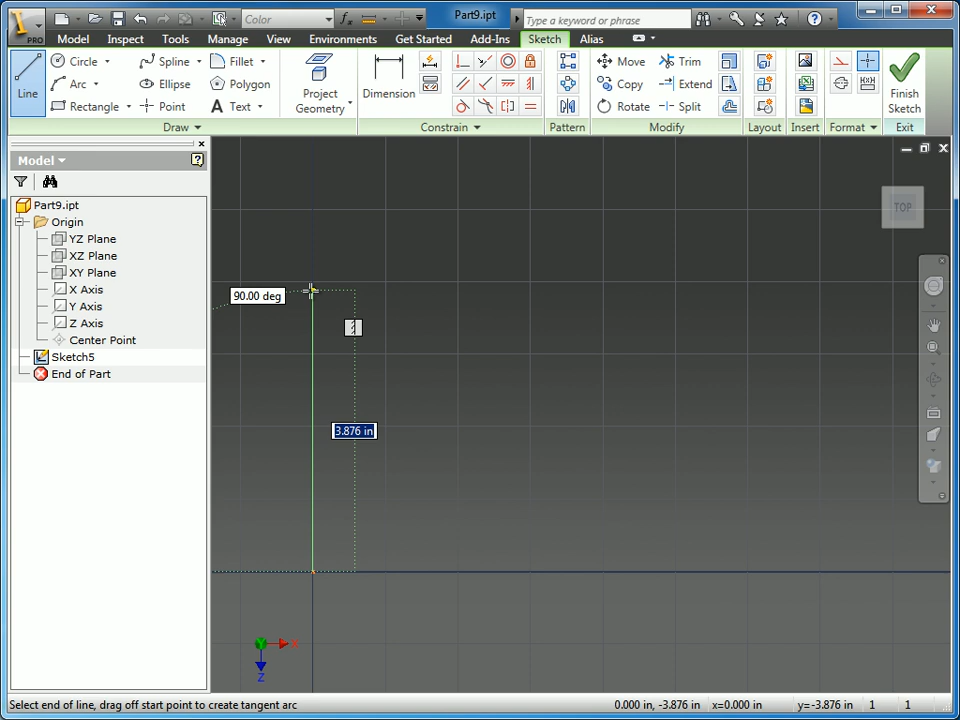 PRO
Color
Part9.ipt
Type a keyword or phrase
Model Inspect Tools Manage View Environments Get Started Add-Ins Sketch Alias
Line
Circle
Arc
Rectangle
Spline
Ellipse
Point
Fillet
Polygon
Text
Project
Geometry
Dimension
Move
Copy
Rotate
Trim
Extend
Split
Finish
Sketch
Draw Constrain Pattern Modify Layout Insert Format Exit
Model
Part9.ipt
Origin
YZ Plane
XZ Plane
XY Plane
X Axis
Y Axis
Z Axis
Center Point
Sketch5
End of Part
TOP
90.00 deg
3.876 in
X
Z
Select end of line, drag off start point to create tangent arc
0.000 in, -3.876 in x=0.000 in y=-3.876 in 1 1